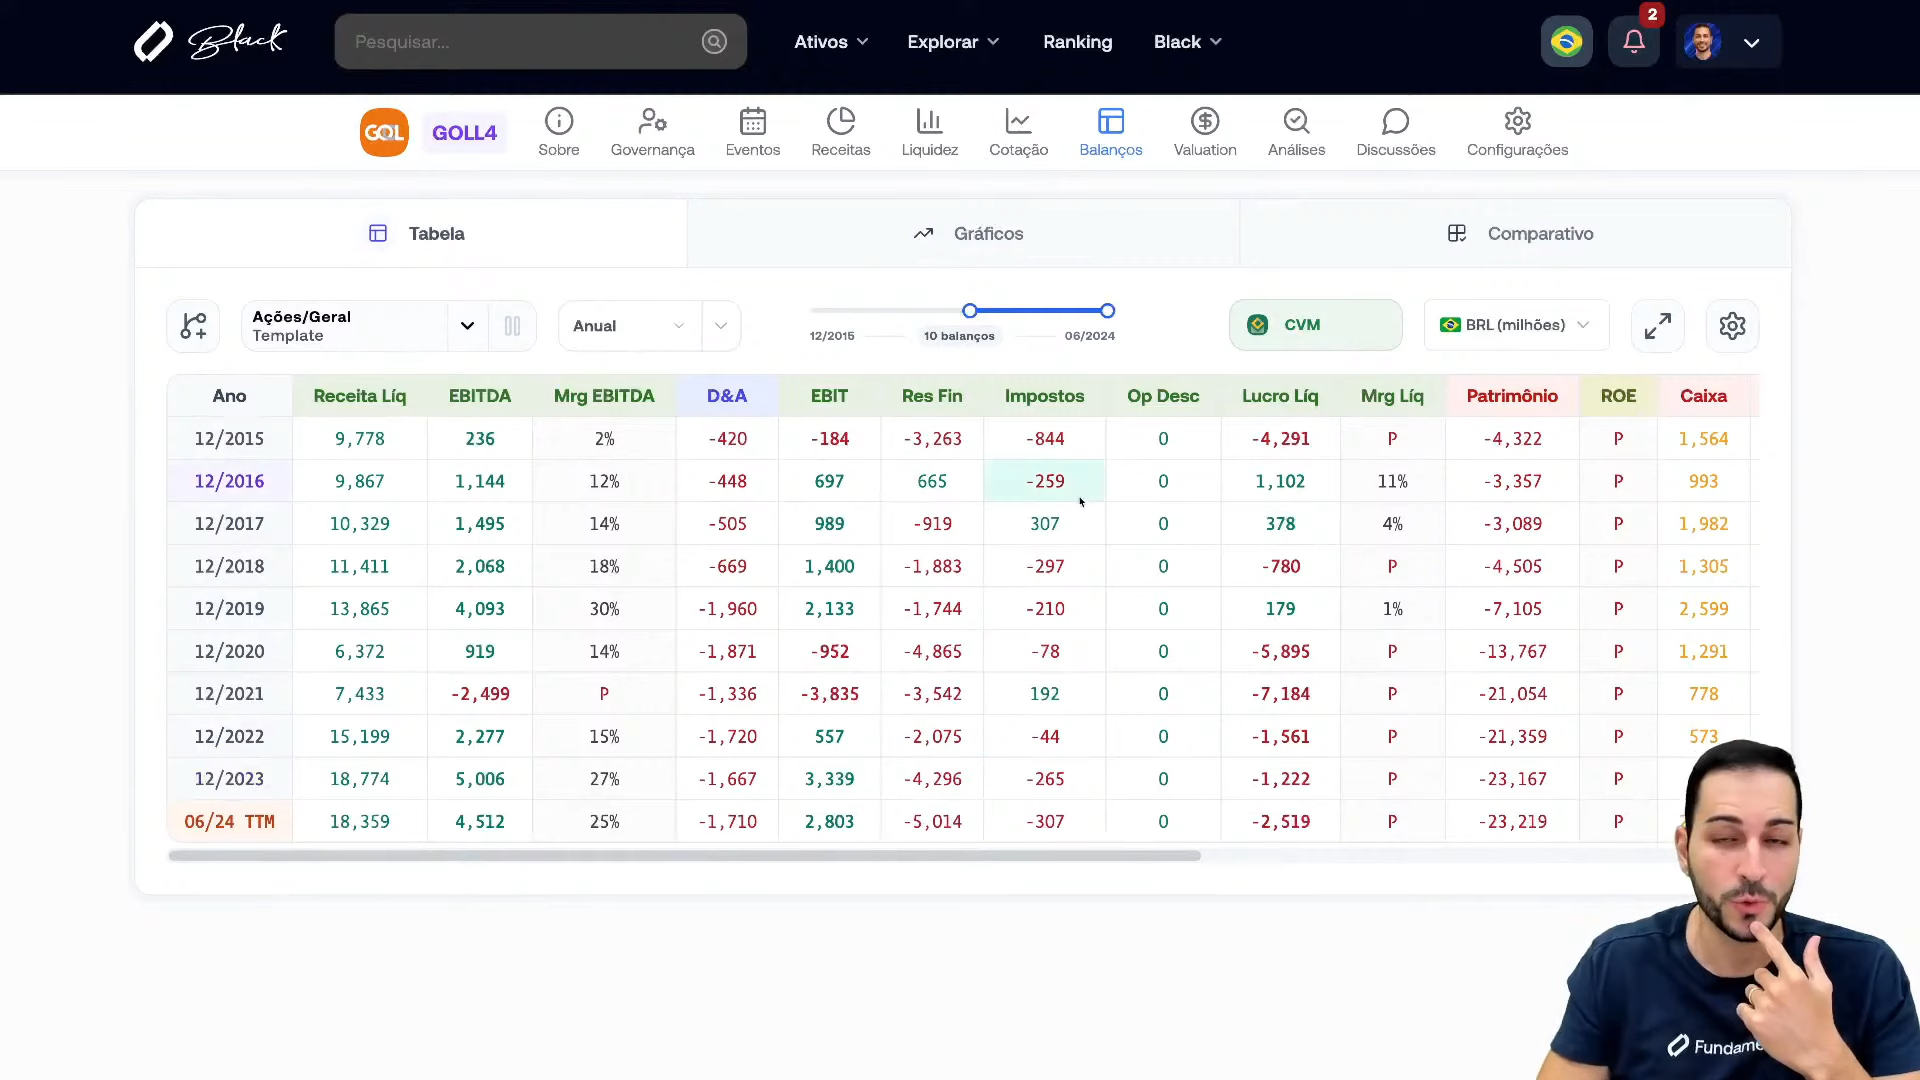 Black
Pesquisar...
Ativos
Explorar
Ranking
Black
2
GOL
GOLL4
Sobre
Governança
Eventos
Receitas
Liquidez
Cotação
Balanços
Valuation
Análises
Discussões
Configurações
Tabela
Gráficos
Comparativo
Ações/Geral
Template
Anual
12/2015
10 balanços
06/2024
CVM
BRL (milhões)
Ano Receita Líq EBITDA Mrg EBITDA D&A EBIT Res Fin Impostos Op Desc Lucro Líq Mrg Líq Patrimônio ROE Caixa
12/2015 9,778 236 2% -420 -184 -3,263 -844 0 -4,291 P -4,322 P 1,564
12/2016 9,867 1,144 12% -448 697 665 -259 0 1,102 11% -3,357 P 993
12/2017 10,329 1,495 14% -505 989 -919 307 0 378 4% -3,089 P 1,982
12/2018 11,411 2,068 18% -669 1,400 -1,883 -297 0 -780 P -4,505 P 1,305
12/2019 13,865 4,093 30% -1,960 2,133 -1,744 -210 0 179 1% -7,105 P 2,599
12/2020 6,372 919 14% -1,871 -952 -4,865 -78 0 -5,895 P -13,767 P 1,291
12/2021 7,433 -2,499 P -1,336 -3,835 -3,542 192 0 -7,184 P -21,054 P 778
12/2022 15,199 2,277 15% -1,720 557 -2,075 -44 0 -1,561 P -21,359 P 573
12/2023 18,774 5,006 27% -1,667 3,339 -4,296 -265 0 -1,222 P -23,167 P
06/24 TTM 18,359 4,512 25% -1,710 2,803 -5,014 -307 0 -2,519 P -23,219 P
Fundame